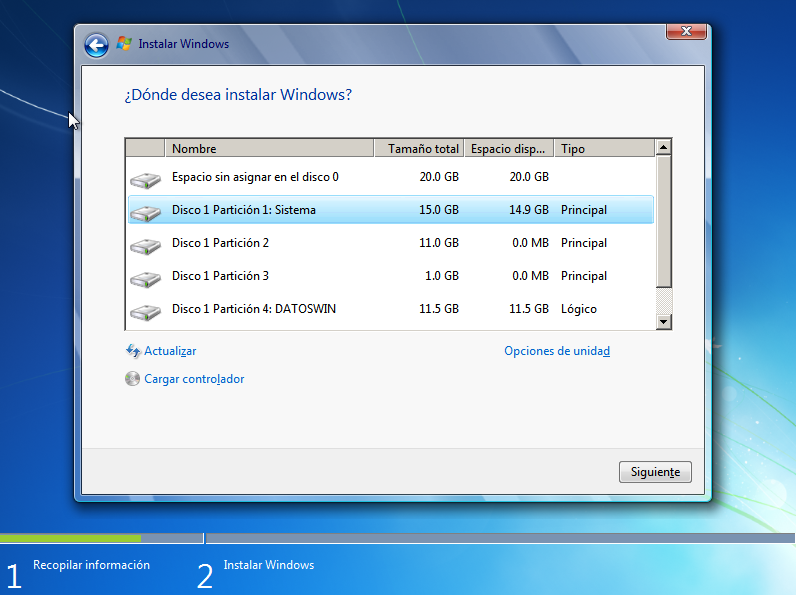 Instalar Windows
¿Dónde desea instalar Windows?
Nombre Tamaño total Espacio disp... Tipo
Espacio sin asignar en el disco 0 20.0 GB 20.0 GB
Disco 1 Partición 1: Sistema 15.0 GB 14.9 GB Principal
Disco 1 Partición 2 11.0 GB 0.0 MB Principal
Disco 1 Partición 3 1.0 GB 0.0 MB Principal
Disco 1 Partición 4: DATOSWIN 11.5 GB 11.5 GB Lógico
Actualizar Opciones de unidad
Cargar controlador
Siguiente
1 Recopilar información 2 Instalar Windows